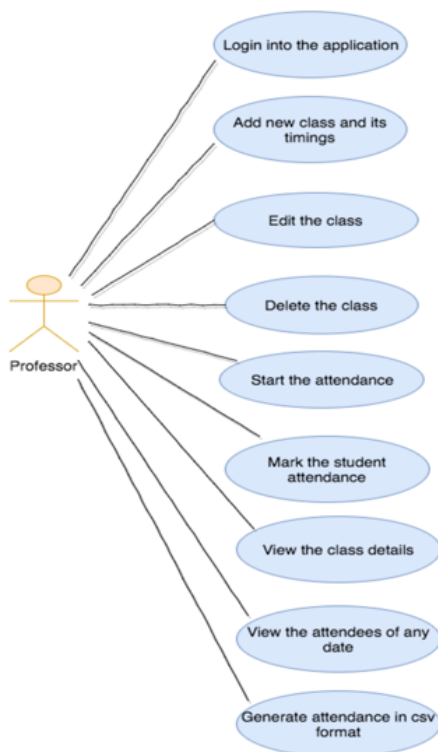 Login into the application
Add new class and its
timings
Edit the class
Delete the class
Professor
Start the attendance
Mark the student
attendance
View the class details
View the attendees of any
date
Generate attendance in csv
format